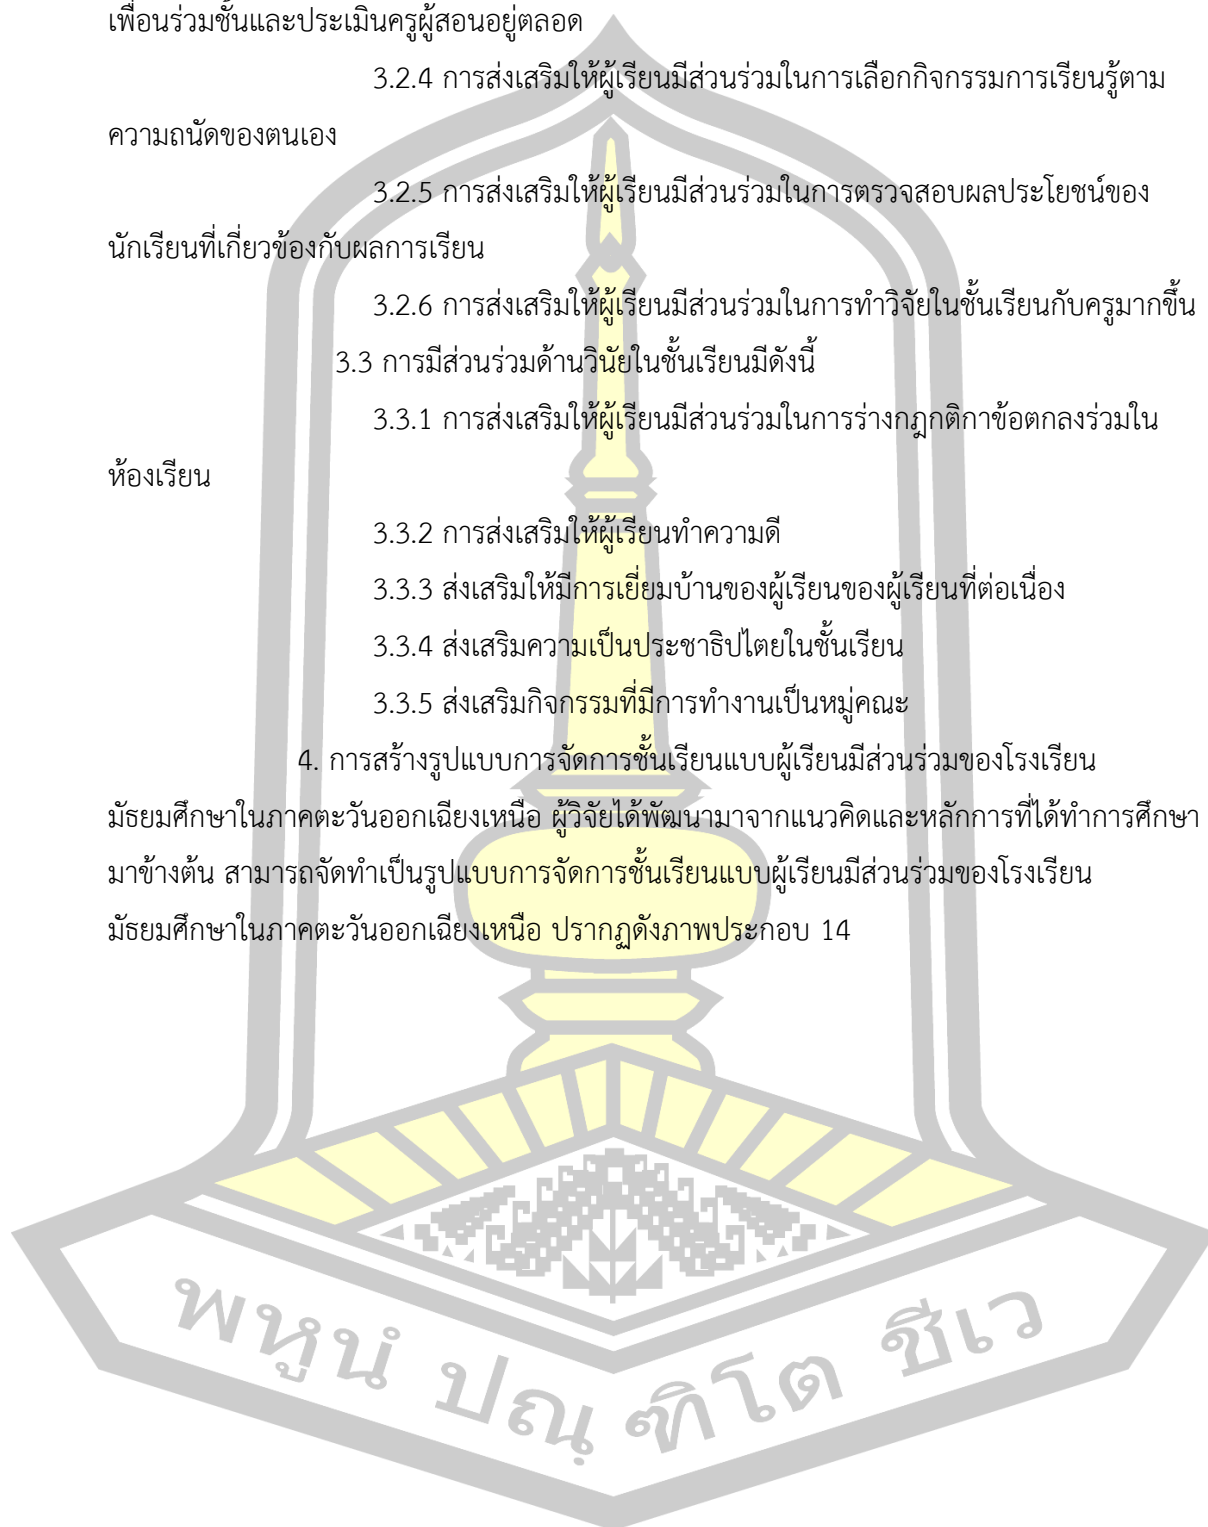 เพื่อนร่วมชั้นและประเมินครูผู้สอนอยู่ตลอด
3.2.4 การส่งเสริมให้ผู้เรียนมีส่วนร่วมในการเลือกกิจกรรมการเรียนรู้ตาม
ความถนัดของตนเอง
3.2.5 การส่งเสริมให้ผู้เรียนมีส่วนร่วมในการตรวจสอบผลประโยชน์ของ
นักเรียนที่เกี่ยวข้องกับผลการเรียน
3.2.6 การส่งเสริมให้ผู้เรียนมีส่วนร่วมในการทำวิจัยในชั้นเรียนกับครูมากขึ้น
3.3 การมีส่วนร่วมด้านวินัยในชั้นเรียนมีดังนี้
3.3.1 การส่งเสริมให้ผู้เรียนมีส่วนร่วมในการร่างกฎกติกาข้อตกลงร่วมใน
ห้องเรียน
3.3.2 การส่งเสริมให้ผู้เรียนทำความดี
3.3.3 ส่งเสริมให้มีการเยี่ยมบ้านของผู้เรียนของผู้เรียนที่ต่อเนื่อง
3.3.4 ส่งเสริมความเป็นประชาธิปไตยในชั้นเรียน
3.3.5 ส่งเสริมกิจกรรมที่มีการทำงานเป็นหมู่คณะ
4. การสร้างรูปแบบการจัดการชั้นเรียนแบบผู้เรียนมีส่วนร่วมของโรงเรียน
มัธยมศึกษาในภาคตะวันออกเฉียงเหนือ ผู้วิจัยได้พัฒนามาจากแนวคิดและหลักการที่ได้ทำการศึกษา
มาข้างต้น สามารถจัดทำเป็นรูปแบบการจัดการชั้นเรียนแบบผู้เรียนมีส่วนร่วมของโรงเรียน
มัธยมศึกษาในภาคตะวันออกเฉียงเหนือ ปรากฏดังภาพประกอบ 14
พหูนํ ปณฺฑิโต ชีเว